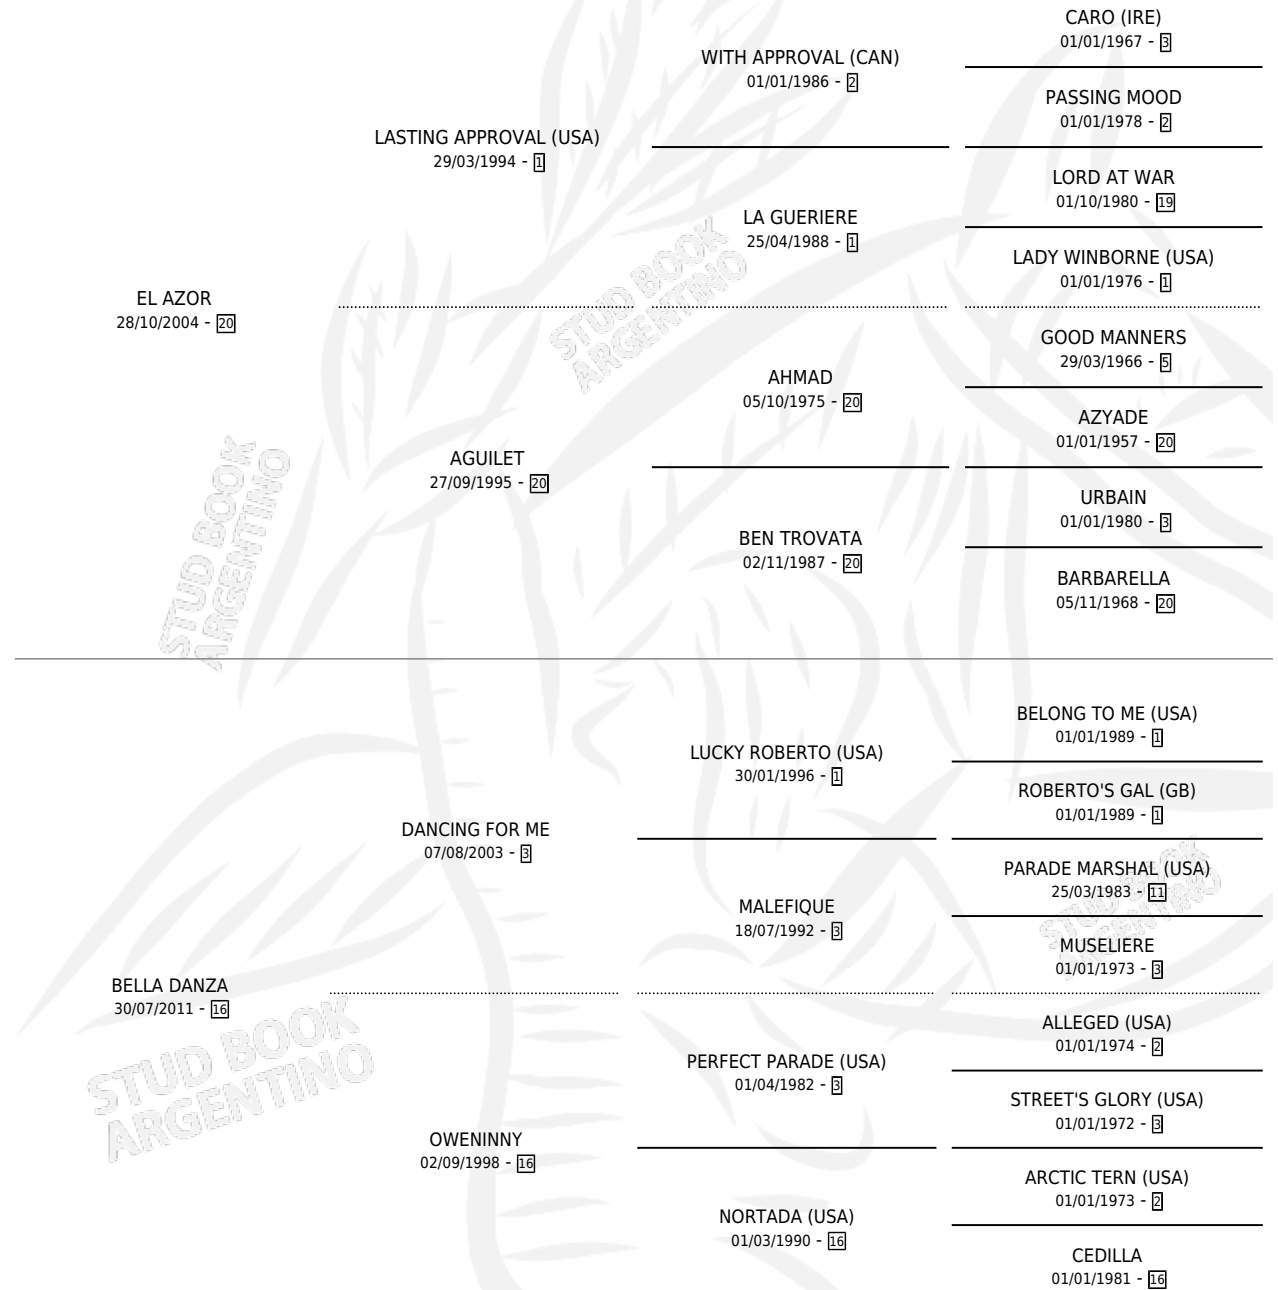 CARO (IRE)
01/01/1967 - 3
WITH APPROVAL (CAN)
01/01/1986 - 2
PASSING MOOD
01/01/1978 - 2
LASTING APPROVAL (USA)
29/03/1994 - 1
LORD AT WAR
01/10/1980 - 19
LA GUERIERE
25/04/1988 - 1
LADY WINBORNE (USA)
01/01/1976 - 1
EL AZOR
28/10/2004 - 20
GOOD MANNERS
29/03/1966 - 5
AHMAD
05/10/1975 - 20
AZYADE
01/01/1957 - 20
AGUILET
27/09/1995 - 20
URBAIN
01/01/1980 - 3
BEN TROVATA
02/11/1987 - 20
BARBARELLA
05/11/1968 - 20
BELONG TO ME (USA)
01/01/1989 - 1
LUCKY ROBERTO (USA)
30/01/1996 - 1
ROBERTO'S GAL (GB)
01/01/1989 - 1
DANCING FOR ME
07/08/2003 - 3
PARADE MARSHAL (USA)
25/03/1983 - 11
MALEFIQUE
18/07/1992 - 3
MUSELIERE
01/01/1973 - 3
BELLA DANZA
30/07/2011 - 16
ALLEGED (USA)
01/01/1974 - 2
PERFECT PARADE (USA)
01/04/1982 - 3
STREET'S GLORY (USA)
01/01/1972 - 3
OWENINNY
02/09/1998 - 16
ARCTIC TERN (USA)
01/01/1973 - 2
NORTADA (USA)
01/03/1990 - 16
CEDILLA
01/01/1981 - 16
STUD BOOK
ARGENTINO
STUD BOOK
ARGENTINO
STUD BOOK
ARGENTINO
STUD BOOK
ARGENTINO